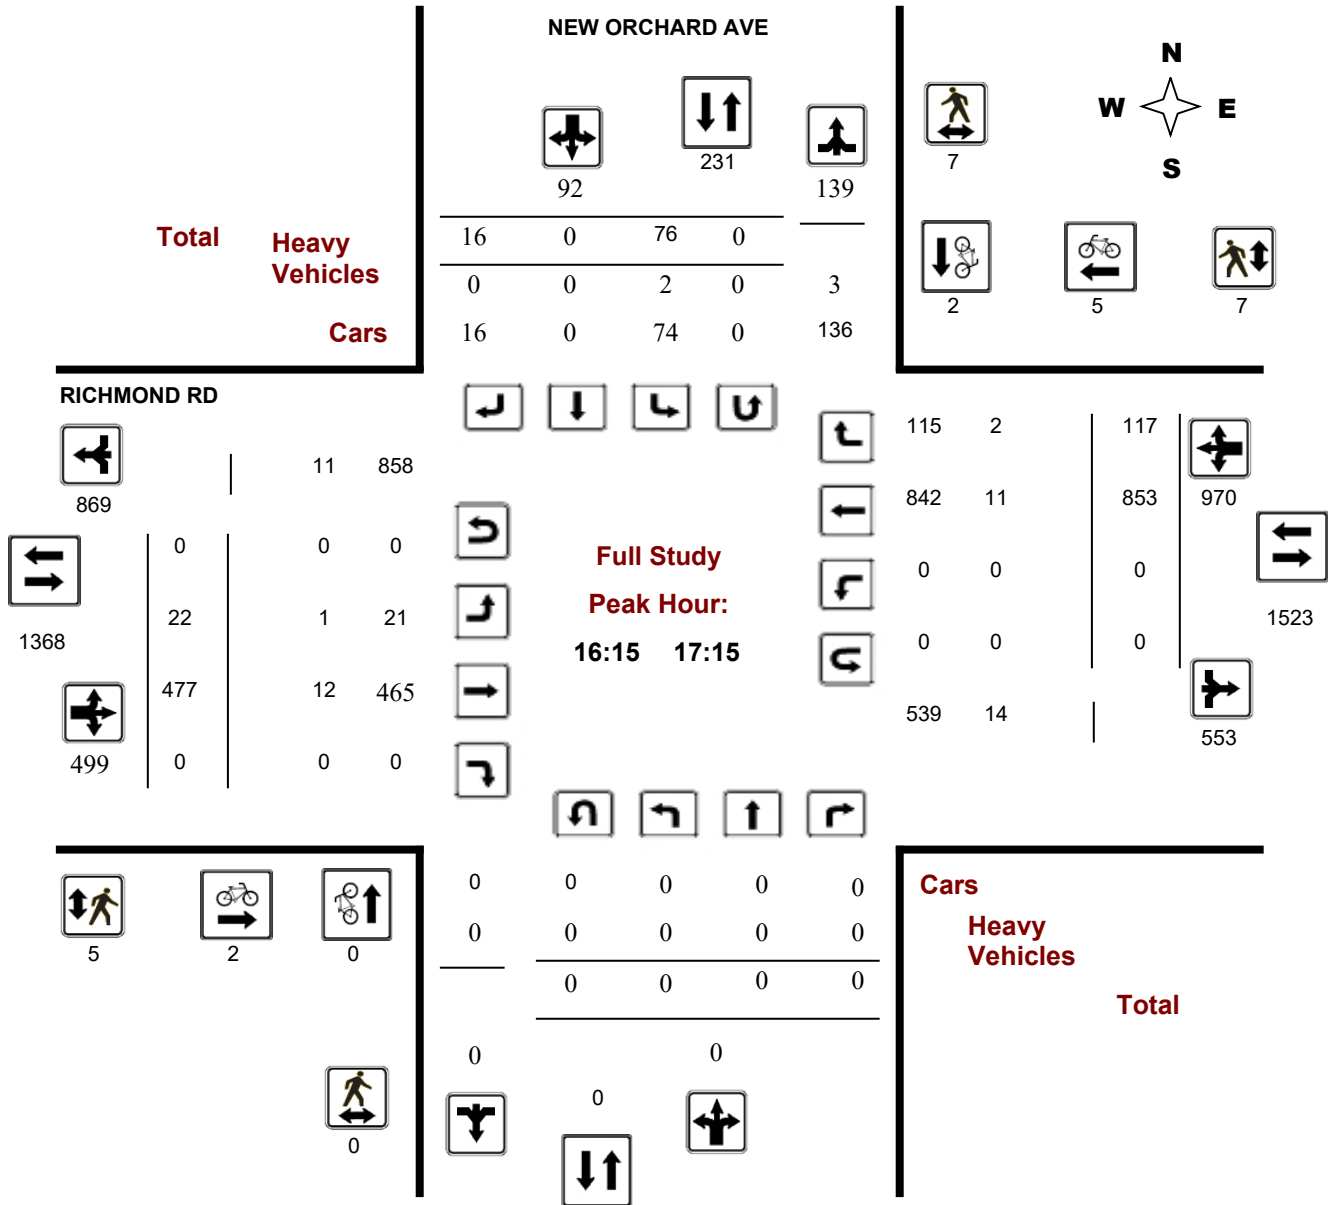 NEW ORCHARD AVE
N
W E
S
231
7
92 139
Total Heavy
Vehicles
16 0 76 0
0 0 2 0 3
Cars 16 0 74 0 136
2 5 7
RICHMOND RD
115 2 117
11 858
869
842 11 853 970
0 0 0
Full Study
0 0 0
Peak Hour:
22 1 21
1368
1523
16:15 17:15
0 0 0
477 12 465
539 14
553
499 0 0 0
0 0 0 0 0
Cars
0 0 0 0 0
Heavy
Vehicles
5 2 0
0 0 0 0
Total
0 0
0
0